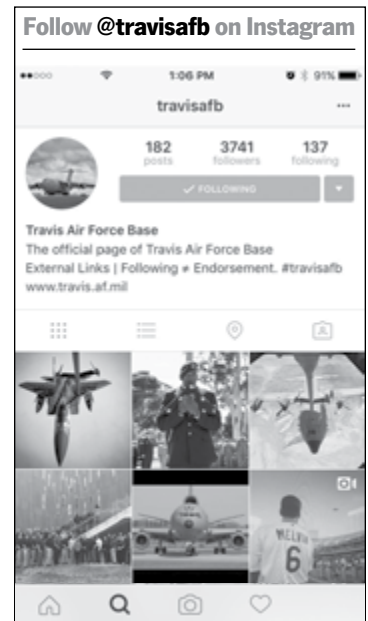 Follow @travisafb on Instagram
1:06 PM 91%
travisafb
182 3741 137
posts followers following
✓ FOLLOWING
Travis Air Force Base
The official page of Travis Air Force Base
External Links | Following ≠ Endorsement. #travisafb
www.travis.af.mil
MELVIN
6